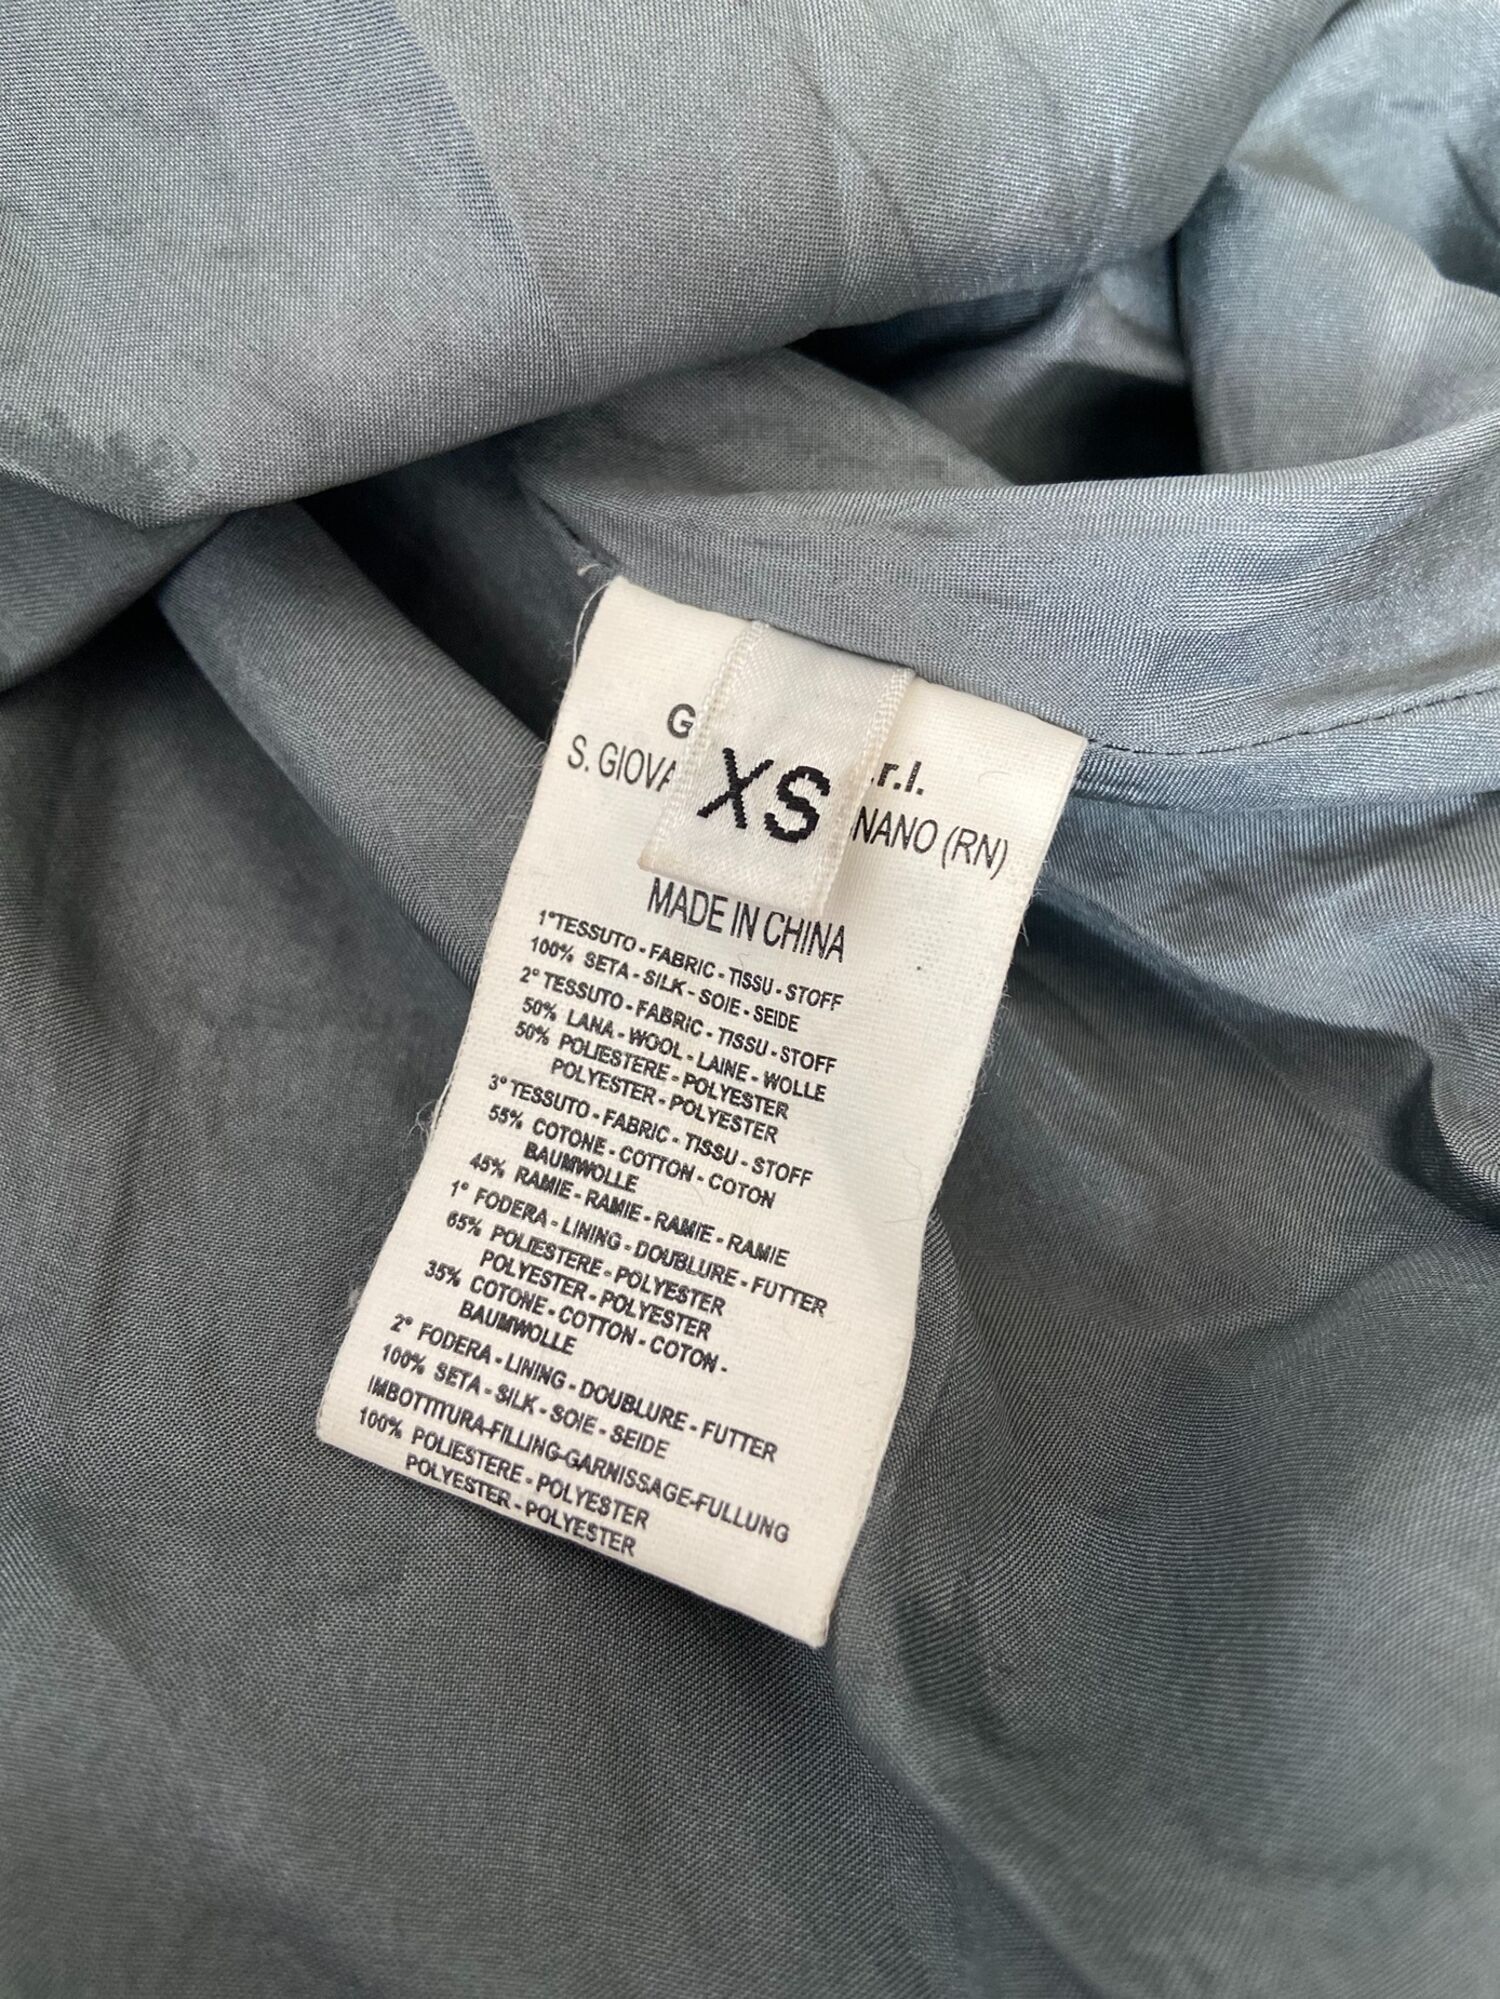 G .r.l.
S. GIOVA NANO (RN)
XS
MADE IN CHINA
1° TESSUTO - FABRIC - TISSU - STOFF
100% SETA - SILK - SOIE - SEIDE
2° TESSUTO - FABRIC - TISSU - STOFF
50% LANA - WOOL - LAINE - WOLLE
50% POLIESTERE - POLYESTER
POLYESTER - POLYESTER
3° TESSUTO - FABRIC - TISSU - STOFF
55% COTONE - COTTON - COTON
BAUMWOLLE
45% RAMIE - RAMIE - RAMIE - RAMIE
1° FODERA - LINING - DOUBLURE - FUTTER
65% POLIESTERE - POLYESTER
POLYESTER - POLYESTER
35% COTONE - COTTON - COTON -
BAUMWOLLE
2° FODERA - LINING - DOUBLURE - FUTTER
100% SETA - SILK - SOIE - SEIDE
IMBOTTITURA-FILLING-GARNISSAGE-FULLUNG
100% POLIESTERE - POLYESTER
POLYESTER - POLYESTER